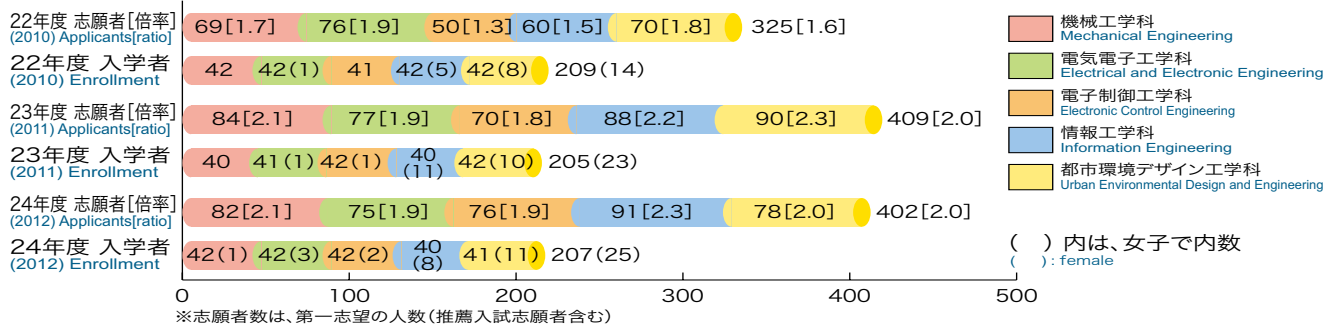 22年度 志願者[倍率]
(2010) Applicants[ratio]
69[1.7] 76[1.9] 50[1.3] 60[1.5] 70[1.8] 325[1.6]
22年度 入学者
(2010) Enrollment
42 42(1) 41 42(5) 42(8) 209(14)
23年度 志願者[倍率]
(2011) Applicants[ratio]
84[2.1] 77[1.9] 70[1.8] 88[2.2] 90[2.3] 409[2.0]
23年度 入学者
(2011) Enrollment
40 41(1) 42(1) 40 (11) 42(10) 205(23)
24年度 志願者[倍率]
(2012) Applicants[ratio]
82[2.1] 75[1.9] 76[1.9] 91[2.3] 78[2.0] 402[2.0]
24年度 入学者
(2012) Enrollment
42(1) 42(3) 42(2) 40 (8) 41(11) 207(25)
0 100 200 300 400 500
※志願者数は、第一志望の人数(推薦入試志願者含む)
機械工学科
Mechanical Engineering
電気電子工学科
Electrical and Electronic Engineering
電子制御工学科
Electronic Control Engineering
情報工学科
Information Engineering
都市環境デザイン工学科
Urban Environmental Design and Engineering
( )内は、女子で内数
( ): female